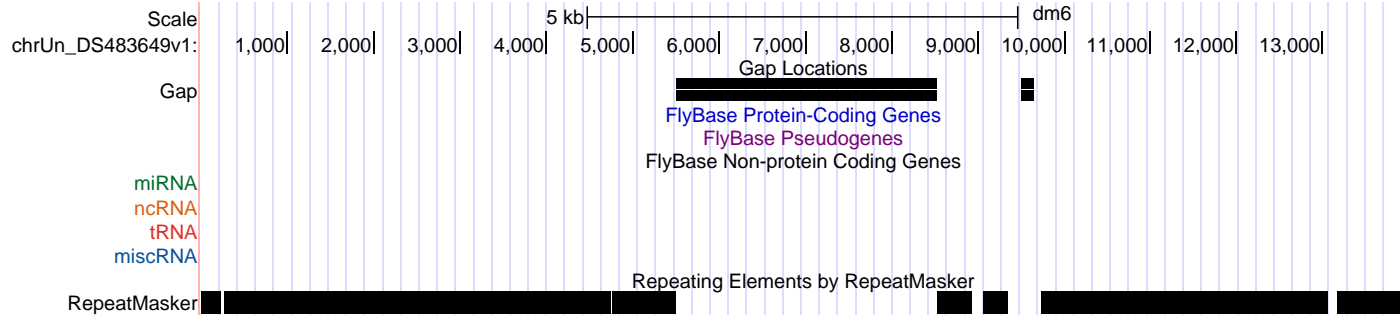 Scale 5 kb dm6
chrUn_DS483649v1: 1,000 2,000 3,000 4,000 5,000 6,000 7,000 8,000 9,000 10,000 11,000 12,000 13,000
Gap Locations
Gap
FlyBase Protein-Coding Genes
FlyBase Pseudogenes
FlyBase Non-protein Coding Genes
miRNA
ncRNA
tRNA
miscRNA
Repeating Elements by RepeatMasker
RepeatMasker